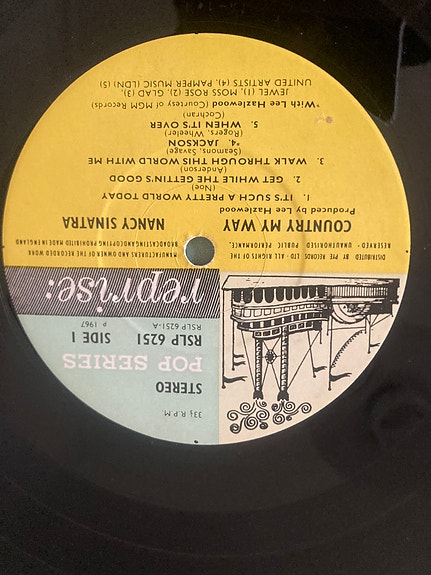 33⅓ R.P.M.
STEREO
POP SERIES
RSLP 6251 SIDE 1
RSLP 6251-A ℗ 1967
reprise:
MANUFACTURERS AND OWNER OF THE RECORDED WORK
DISTRIBUTED BY PYE RECORDS LTD · ALL RIGHTS OF THE
RESERVED · UNAUTHORISED PUBLIC PERFORMANCE,
BROADCASTING AND COPYING PROHIBITED MADE IN ENGLAND
COUNTRY MY WAY
NANCY SINATRA
Produced by Lee Hazlewood
1. IT'S SUCH A PRETTY WORLD TODAY
(Noe)
2. GET WHILE THE GETTIN'S GOOD
(Anderson)
3. WALK THROUGH THIS WORLD WITH ME
(Seamons, Savage)
*4. JACKSON
(Rogers, Wheeler)
5. WHEN IT'S OVER
(Cochran)
*With Lee Hazlewood (Courtesy of MGM Records)
JEWEL (1), MOSS ROSE (2) GLAD, (3),
UNITED ARTISTS (4), PAMPER MUSIC (LDN) (5)